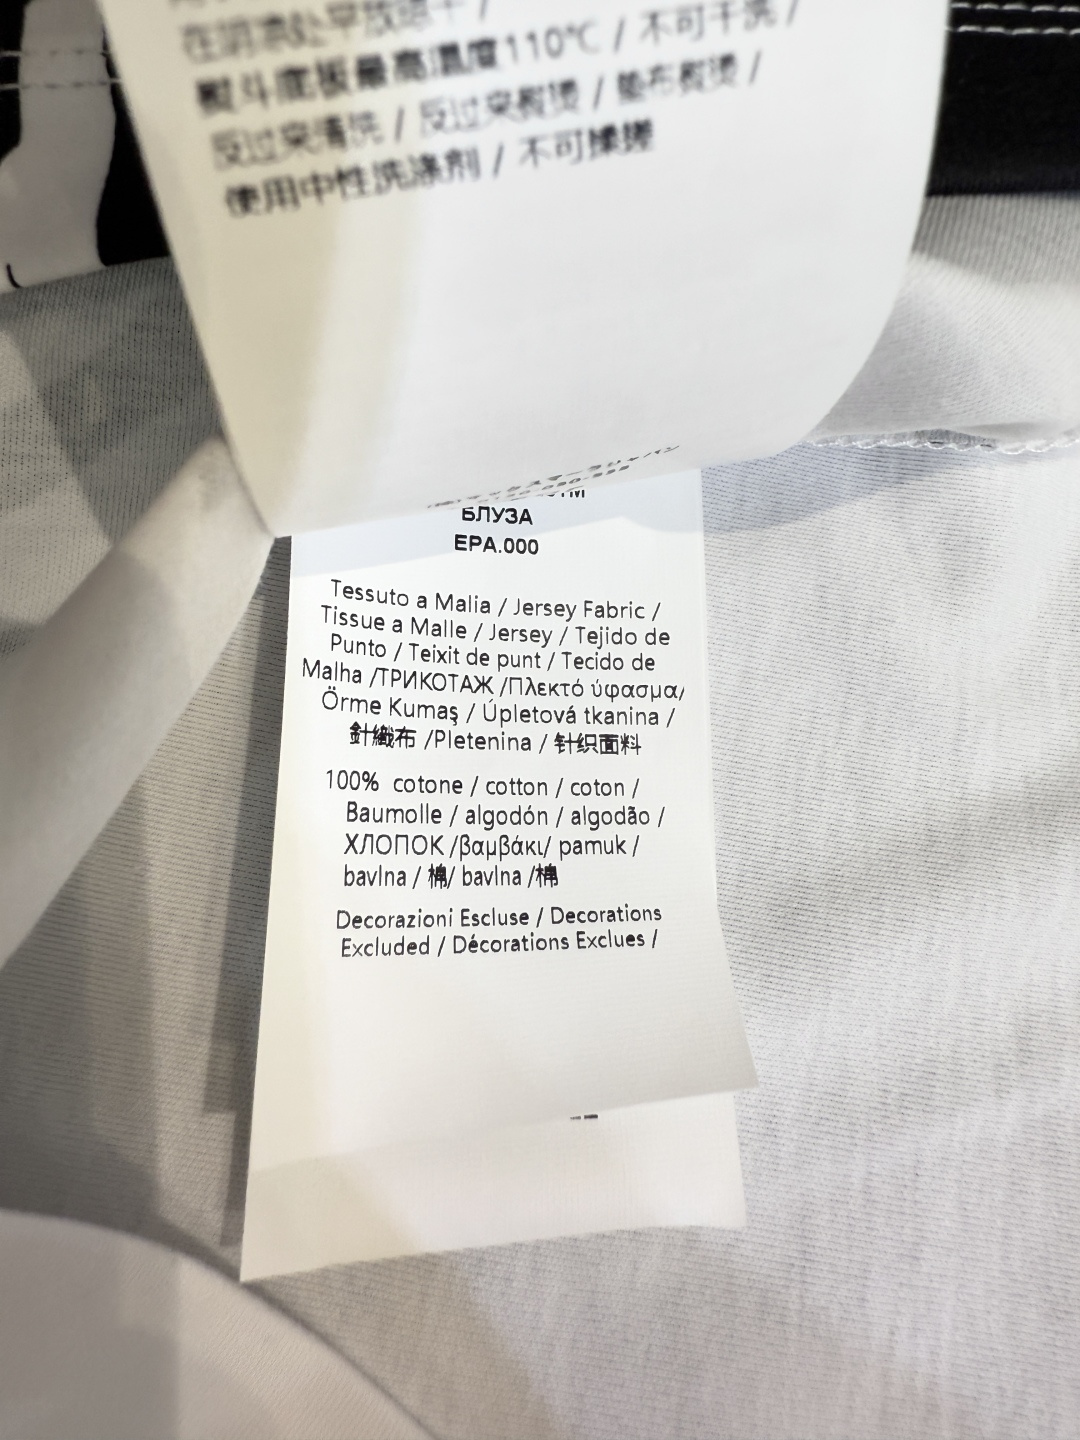 在阴凉处平放晾干 /
熨斗底板最高温度110℃ / 不可干洗 /
反过来清洗 / 反过来熨烫 / 垫布熨烫 /
使用中性洗涤剂 / 不可揉搓
БЛУЗА
EPA.000
Tessuto a Malia / Jersey Fabric /
Tissue a Malle / Jersey / Tejido de
Punto / Teixit de punt / Tecido de
Malha /ТРИКОТАЖ /Πλεκτό ύφασμα/
Örme Kumaş / Úpletová tkanina /
針織布 /Pletenina / 针织面料
100% cotone / cotton / coton /
Baumolle / algodón / algodão /
ХЛОПОК /βαμβάκι/ pamuk /
bavlna / 棉/ bavlna /棉
Decorazioni Escluse / Decorations
Excluded / Décorations Exclues /